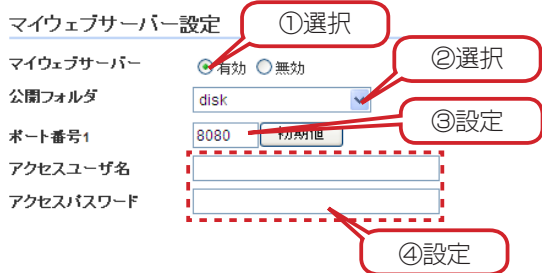 マイウェブサーバー設定
①選択
マイウェブサーバー
有効
無効
②選択
公開フォルダ
disk
③設定
ポート番号1
8080
初期値
アクセスユーザ名
アクセスパスワード
④設定